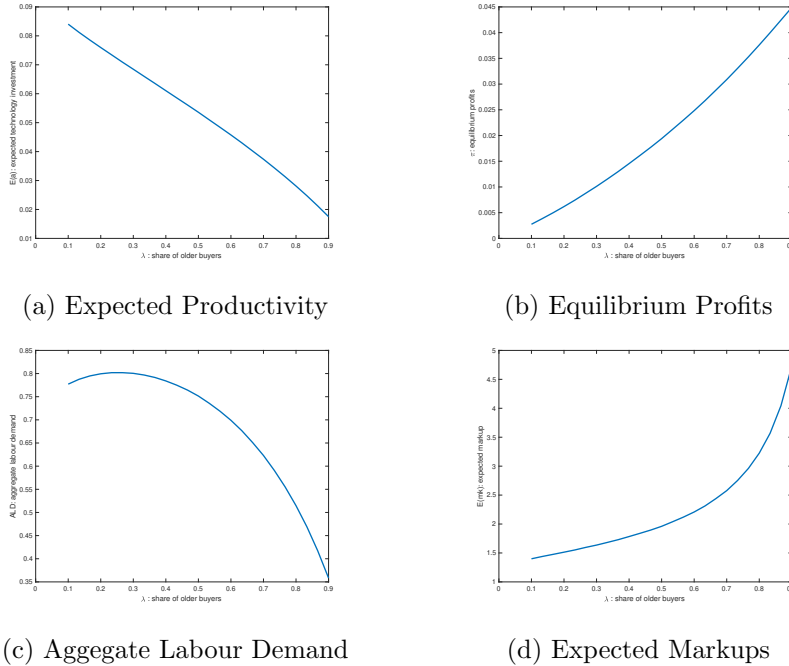 0.09
0.08
0.07
0.06
0.05
0.04
0.03
0.02
0.01
E(a): expected technology investment
0 0.1 0.2 0.3 0.4 0.5 0.6 0.7 0.8 0.9
λ : share of older buyers
(a) Expected Productivity
0.045
0.04
0.035
0.03
0.025
0.02
0.015
0.01
0.005
0
π: equilibrium profits
0 0.1 0.2 0.3 0.4 0.5 0.6 0.7 0.8
λ : share of older buyers
(b) Equilibrium Profits
0.85
0.8
0.75
0.7
0.65
0.6
0.55
0.5
0.45
0.4
0.35
ALD: aggregate labour demand
0 0.1 0.2 0.3 0.4 0.5 0.6 0.7 0.8 0.9
λ : share of older buyers
(c) Aggegate Labour Demand
5
4.5
4
3.5
3
2.5
2
1.5
1
E(mk): expected markup
0 0.1 0.2 0.3 0.4 0.5 0.6 0.7 0.8
λ : share of older buyers
(d) Expected Markups